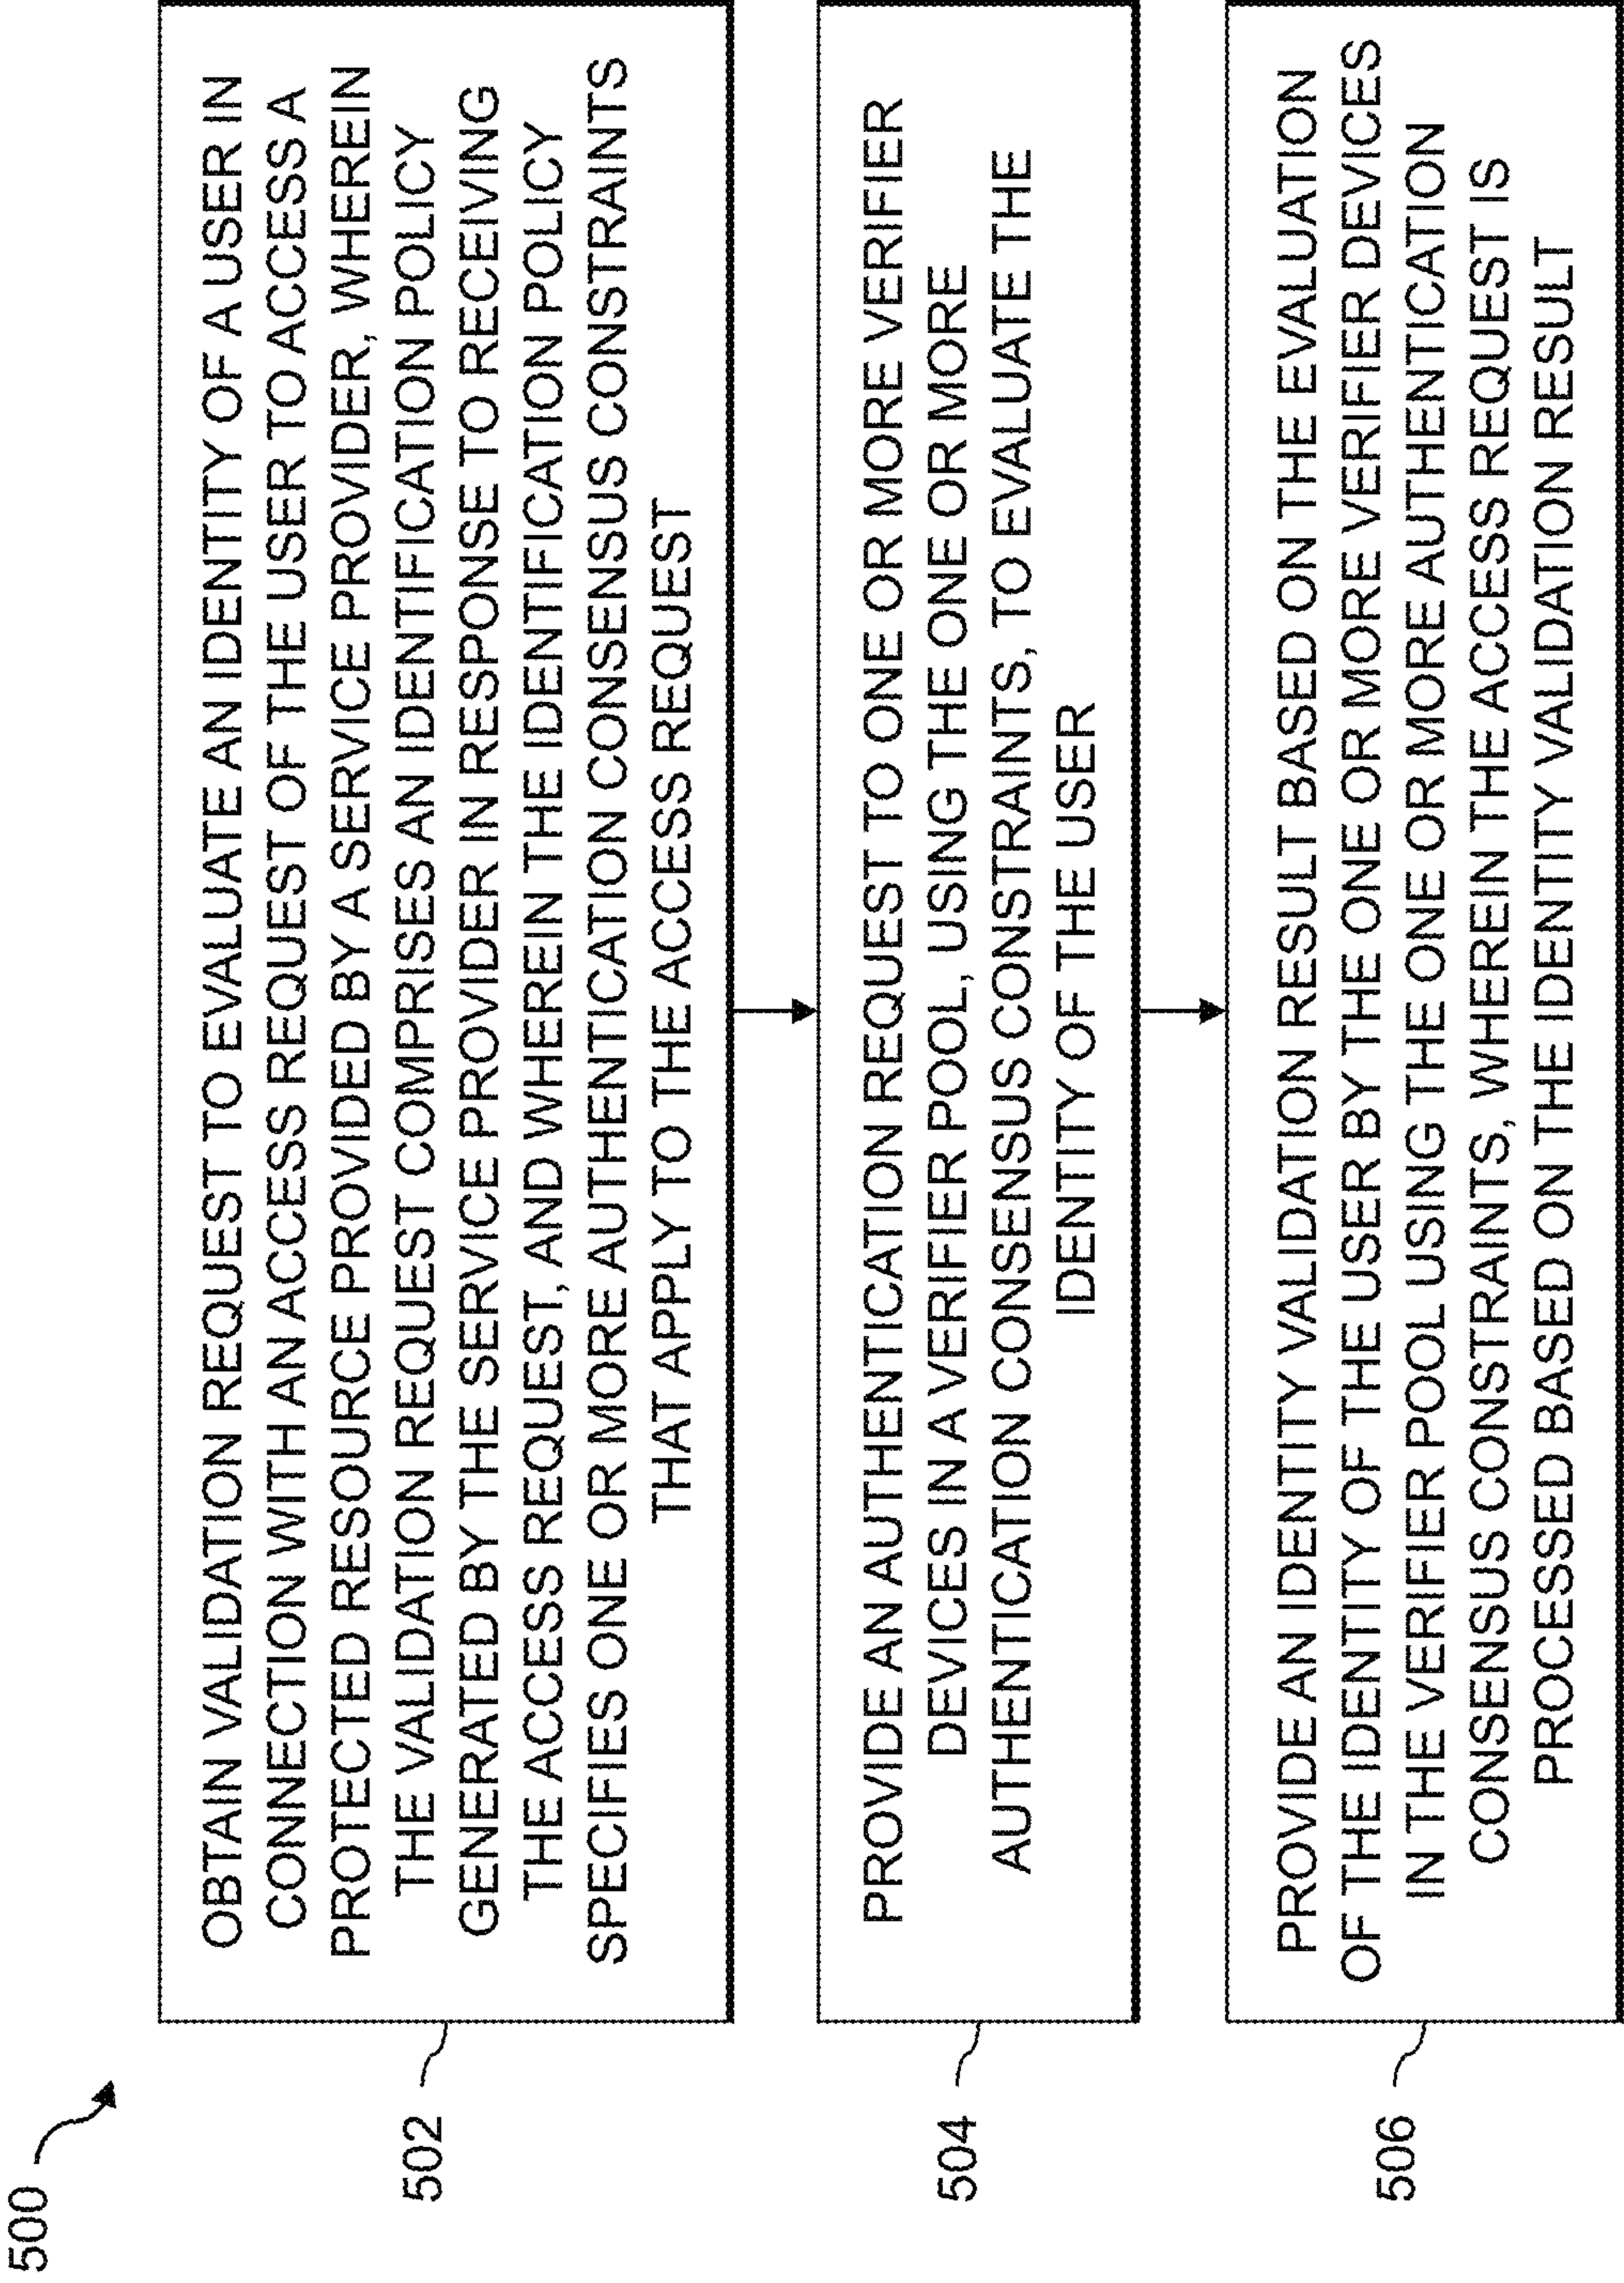 500
502
OBTAIN VALIDATION REQUEST TO EVALUATE AN IDENTITY OF A USER IN
CONNECTION WITH AN ACCESS REQUEST OF THE USER TO ACCESS A
PROTECTED RESOURCE PROVIDED BY A SERVICE PROVIDER, WHEREIN
THE VALIDATION REQUEST COMPRISES AN IDENTIFICATION POLICY
GENERATED BY THE SERVICE PROVIDER IN RESPONSE TO RECEIVING
THE ACCESS REQUEST, AND WHEREIN THE IDENTIFICATION POLICY
SPECIFIES ONE OR MORE AUTHENTICATION CONSENSUS CONSTRAINTS
THAT APPLY TO THE ACCESS REQUEST
504
PROVIDE AN AUTHENTICATION REQUEST TO ONE OR MORE VERIFIER
DEVICES IN A VERIFIER POOL, USING THE ONE OR MORE
AUTHENTICATION CONSENSUS CONSTRAINTS, TO EVALUATE THE
IDENTITY OF THE USER
506
PROVIDE AN IDENTITY VALIDATION RESULT BASED ON THE EVALUATION
OF THE IDENTITY OF THE USER BY THE ONE OR MORE VERIFIER DEVICES
IN THE VERIFIER POOL USING THE ONE OR MORE AUTHENTICATION
CONSENSUS CONSTRAINTS, WHEREIN THE ACCESS REQUEST IS
PROCESSED BASED ON THE IDENTITY VALIDATION RESULT